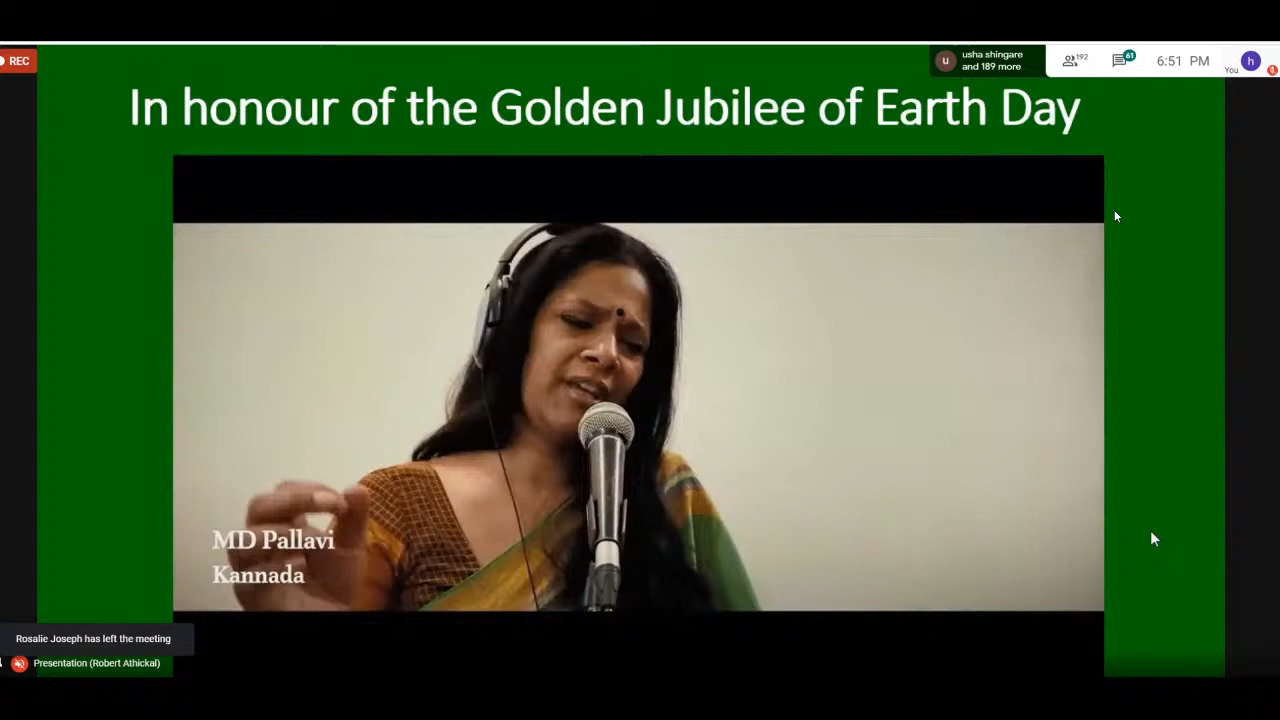 REC
usha shingare
and 189 more
u
192
61
6:51 PM
You
h
In honour of the Golden Jubilee of Earth Day
MD Pallavi
Kannada
Rosalie Joseph has left the meeting
Presentation (Robert Athickal)